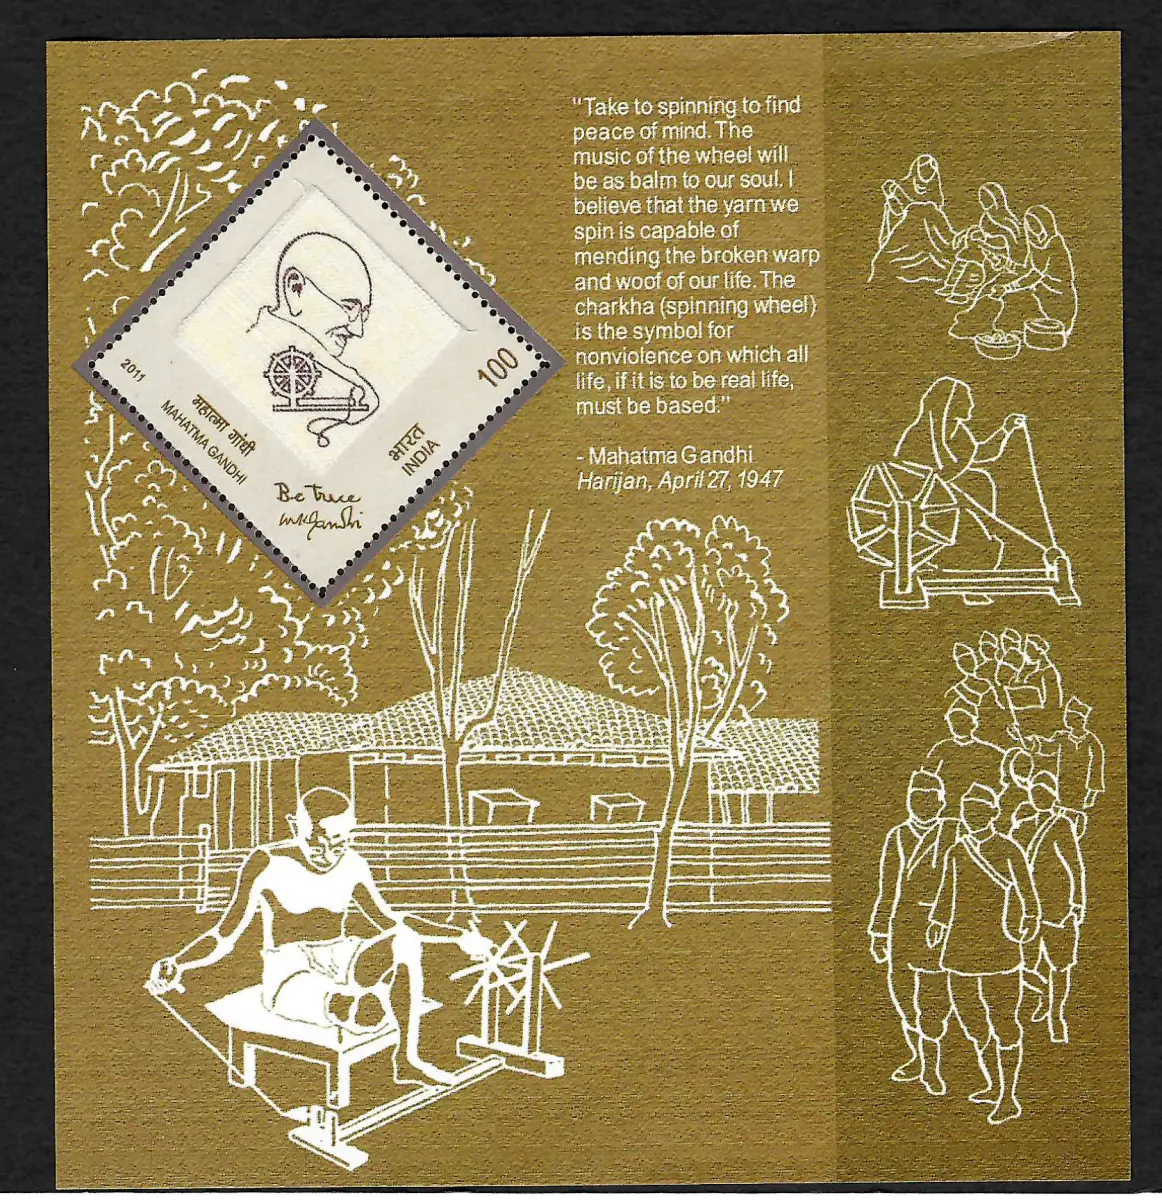 "Take to spinning to find
peace of mind. The
music of the wheel will
be as balm to our soul. I
believe that the yarn we
spin is capable of
mending the broken warp
and woof of our life. The
charkha (spinning wheel)
is the symbol for
nonviolence on which all
life, if it is to be real life,
must be based."
- Mahatma Gandhi
Harijan, April 27, 1947
2011
महात्मा गांधी
MAHATMA GANDHI
100
भारत
INDIA
Be true
MKGandhi